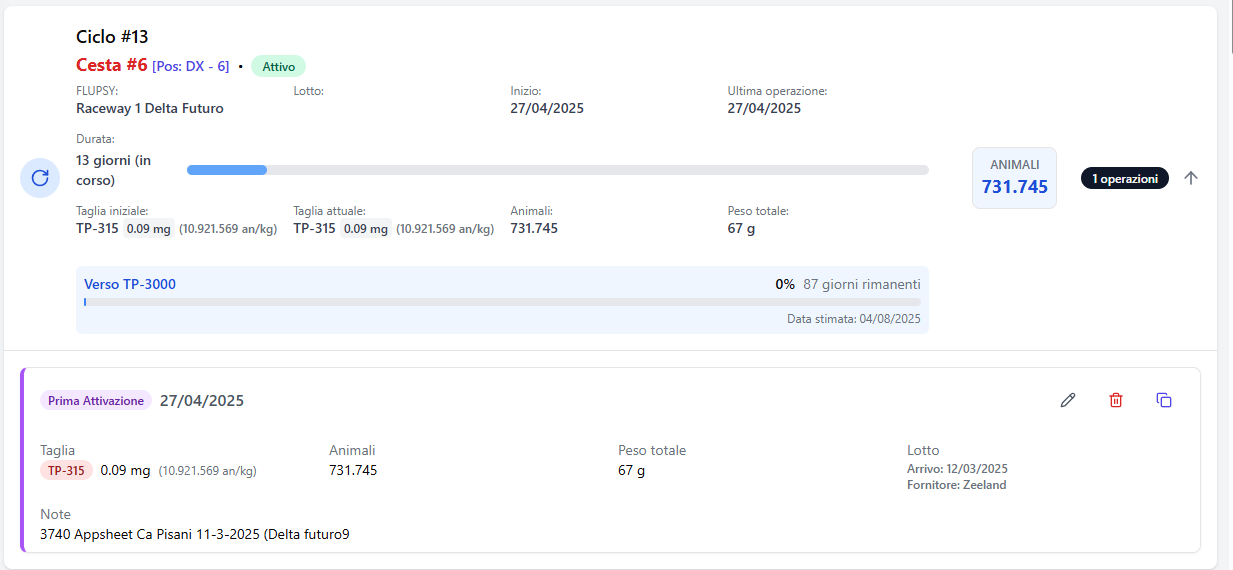 Ciclo #13
Cesta #6 [Pos: DX - 6] • Attivo
FLUPSY: Lotto: Inizio: Ultima operazione:
Raceway 1 Delta Futuro 27/04/2025 27/04/2025
Durata:
13 giorni (in
corso)
ANIMALI
731.745
1 operazioni
Taglia iniziale: Taglia attuale: Animali: Peso totale:
TP-315 0.09 mg (10.921.569 an/kg) TP-315 0.09 mg (10.921.569 an/kg) 731.745 67 g
Verso TP-3000 0% 87 giorni rimanenti
Data stimata: 04/08/2025
Prima Attivazione 27/04/2025
Taglia Animali Peso totale Lotto
TP-315 0.09 mg (10.921.569 an/kg) 731.745 67 g Arrivo: 12/03/2025
Fornitore: Zeeland
Note
3740 Appsheet Ca Pisani 11-3-2025 (Delta futuro9